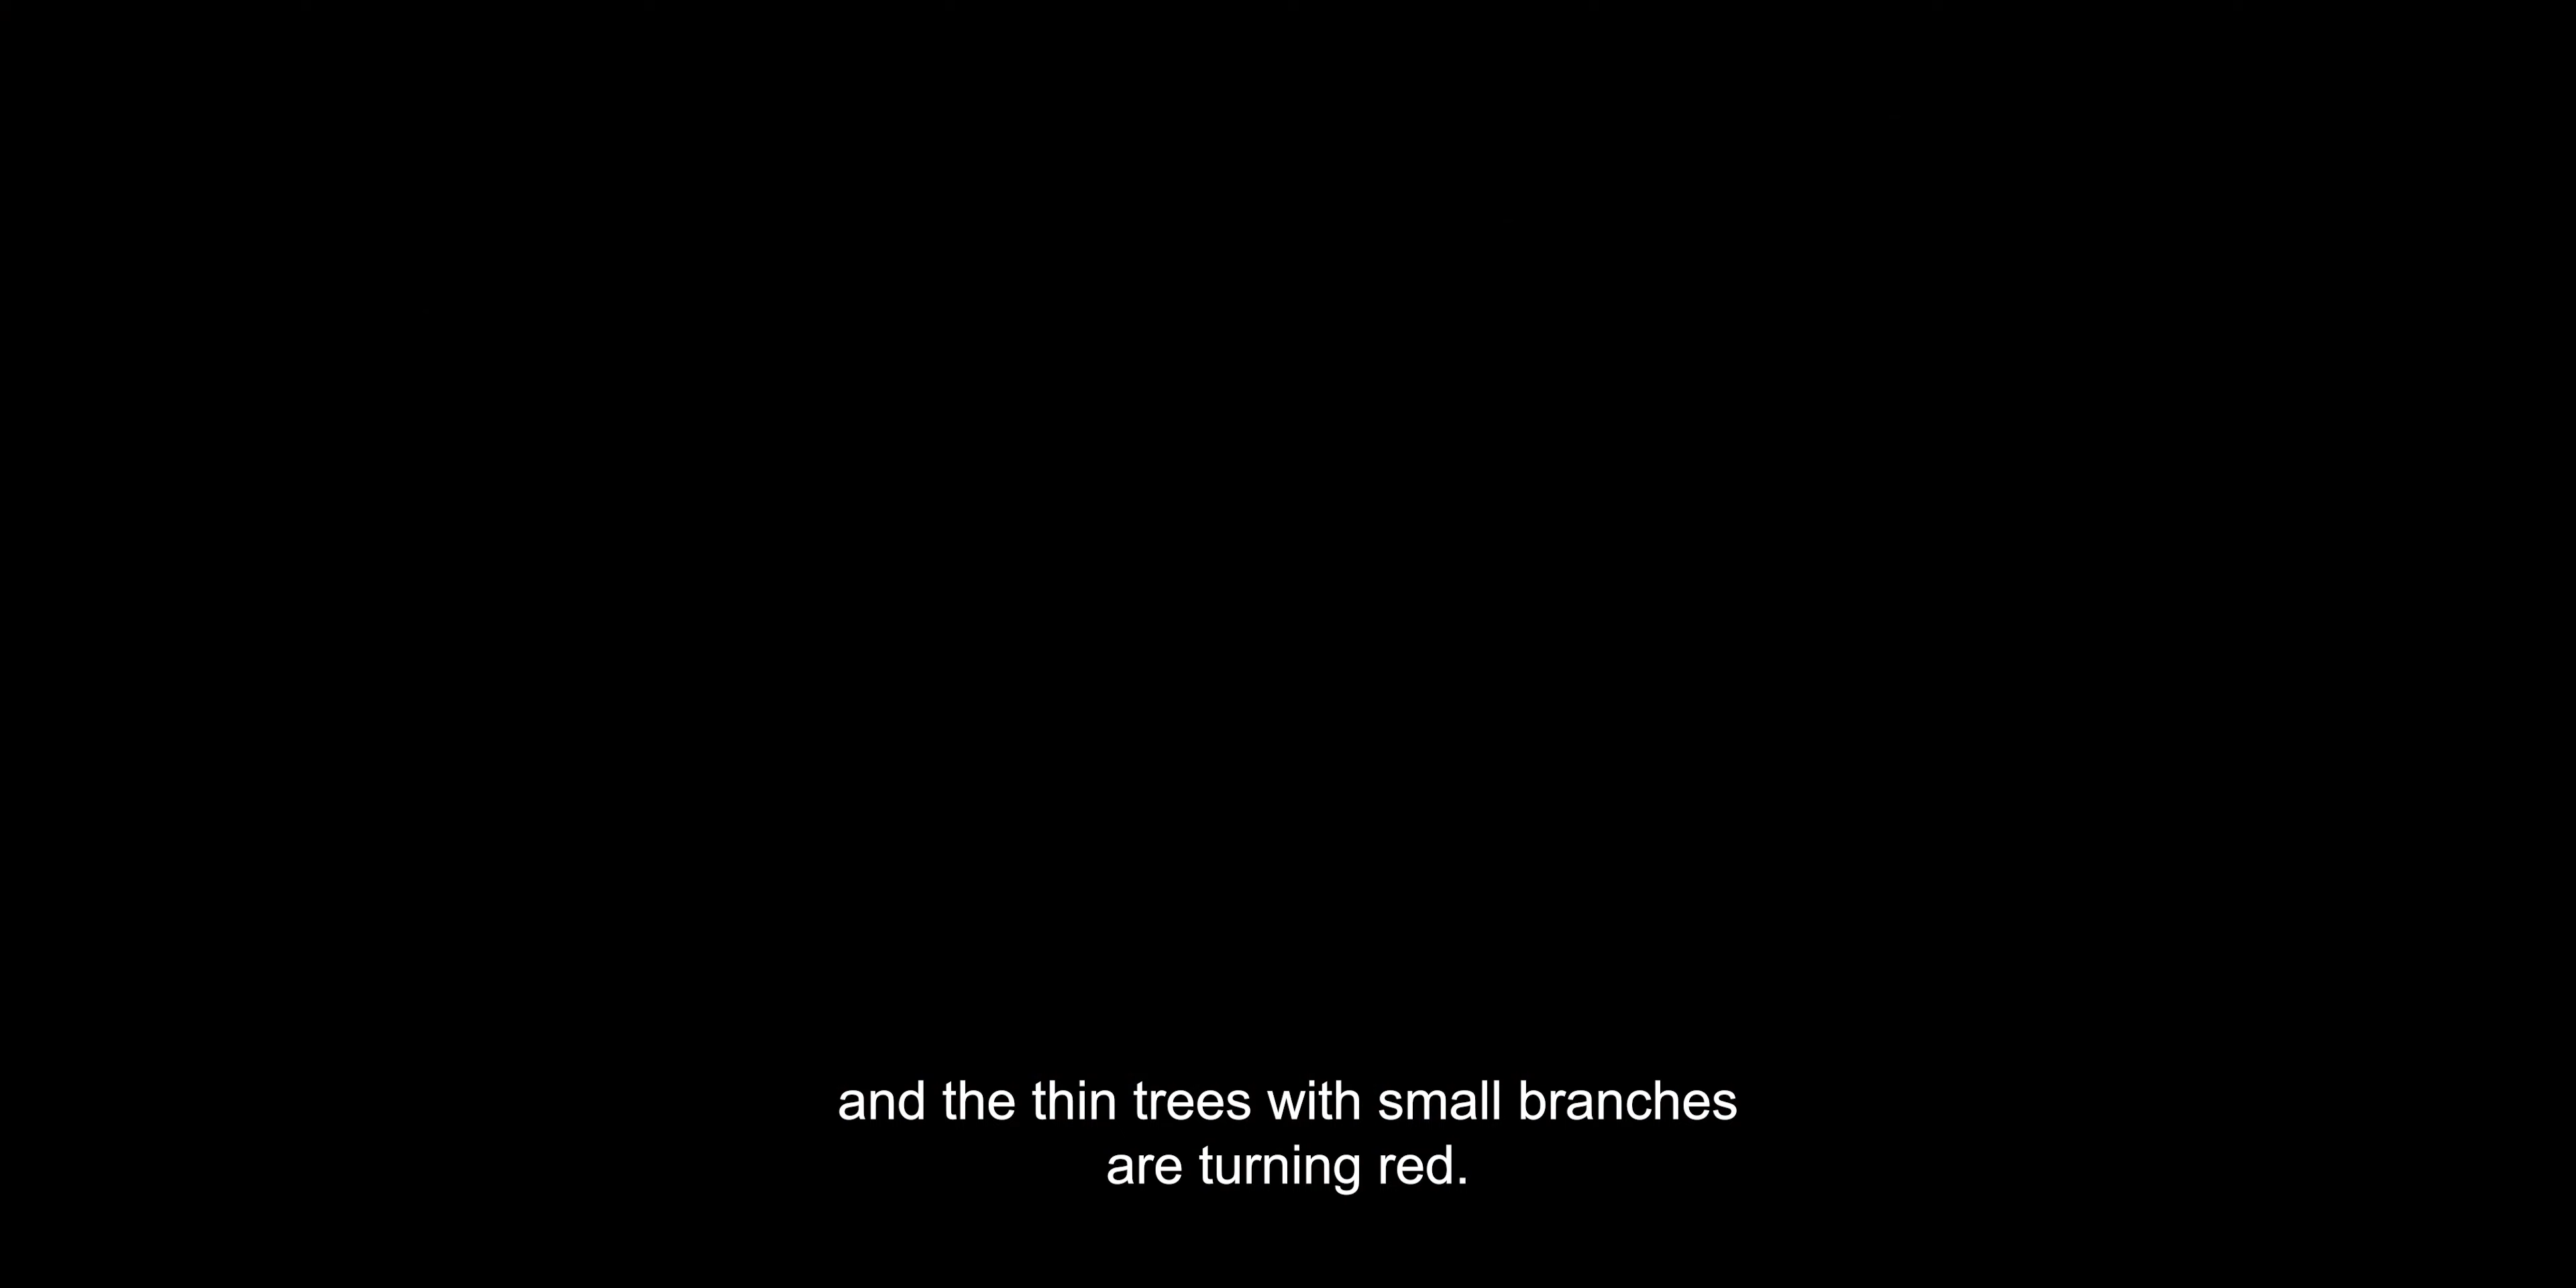 and the thin trees with small branches
are turning red.